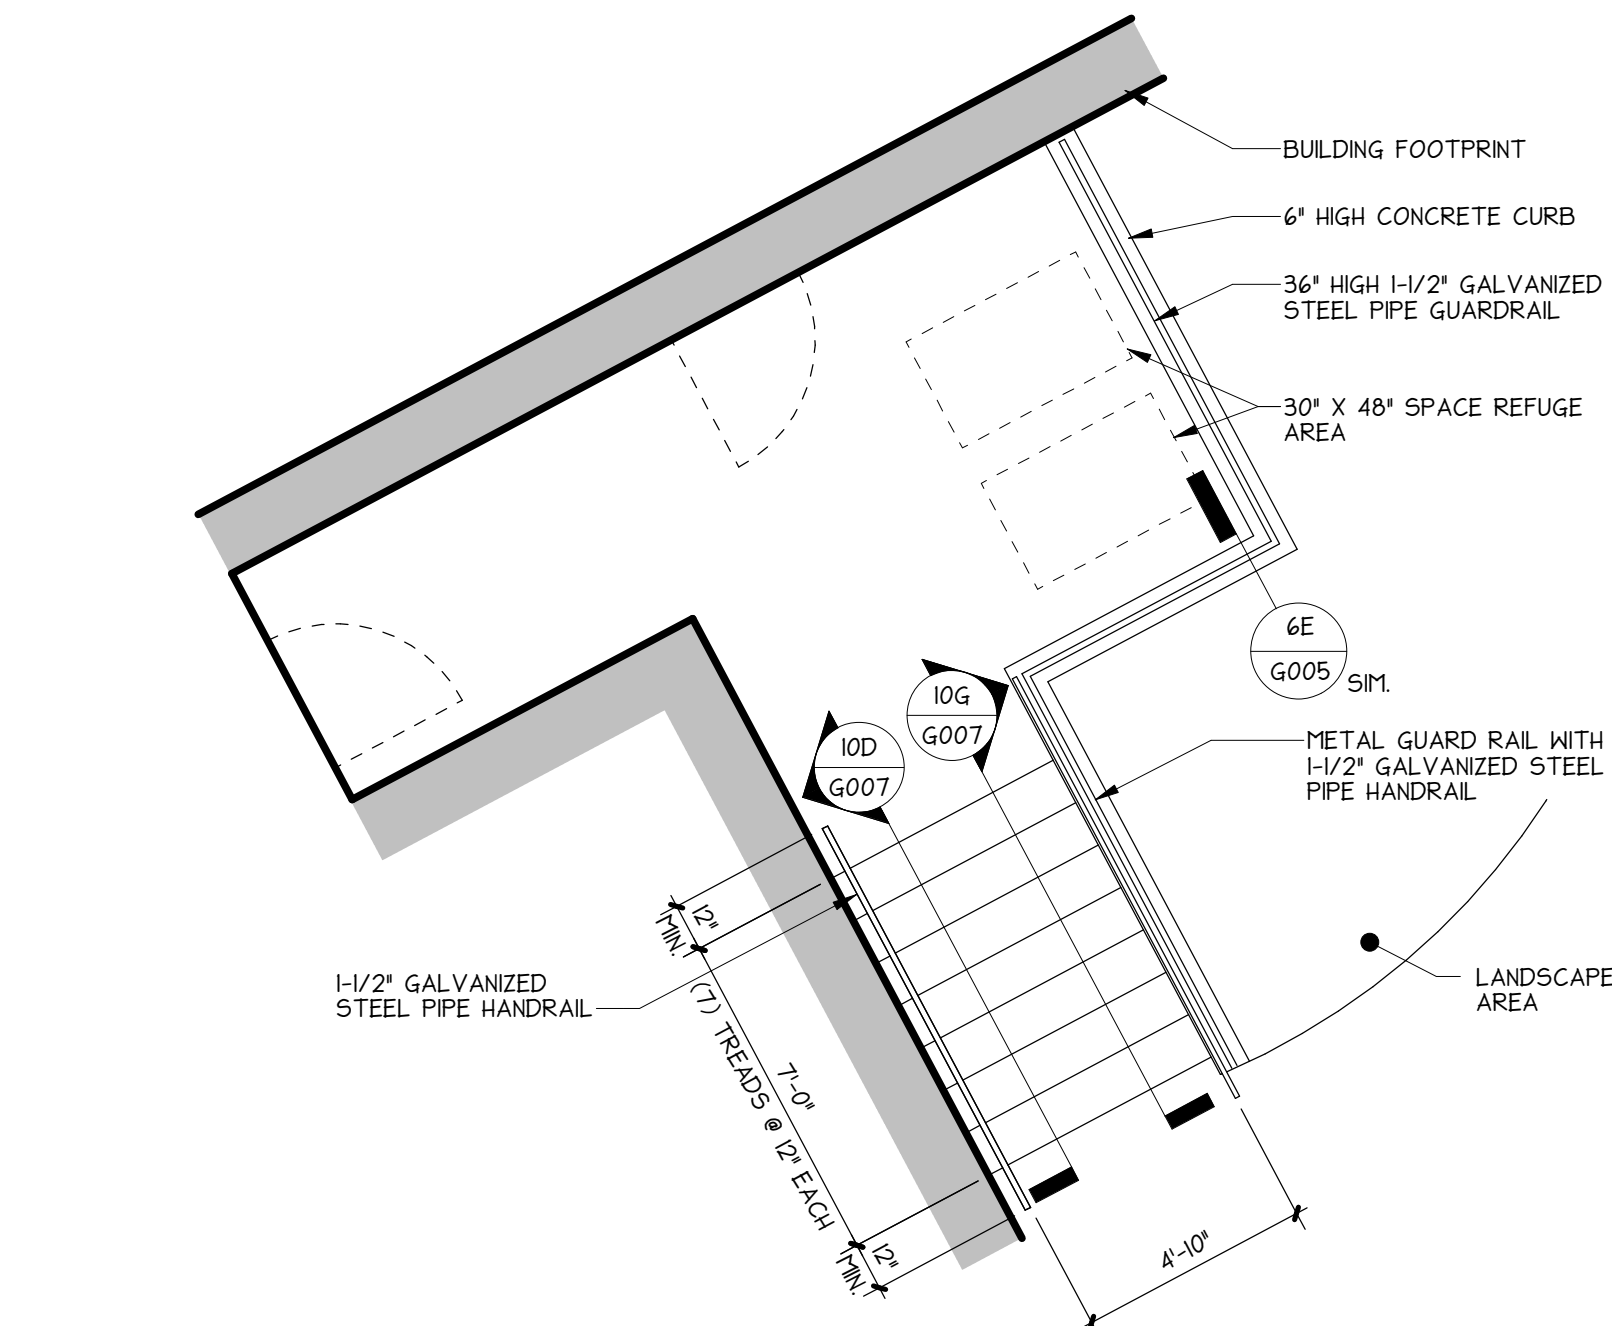 BUILDING FOOTPRINT
6" HIGH CONCRETE CURB
36" HIGH 1-1/2" GALVANIZED
STEEL PIPE GUARDRAIL
30" X 48" SPACE REFUGE
AREA
6E
G005
SIM.
10G
G007
10D
G007
METAL GUARD RAIL WITH
1-1/2" GALVANIZED STEEL
PIPE HANDRAIL
12"
MIN.
1-1/2" GALVANIZED
STEEL PIPE HANDRAIL
LANDSCAPE
AREA
7'-0"
(7) TREADS @ 12" EACH
12"
MIN.
4'-10"